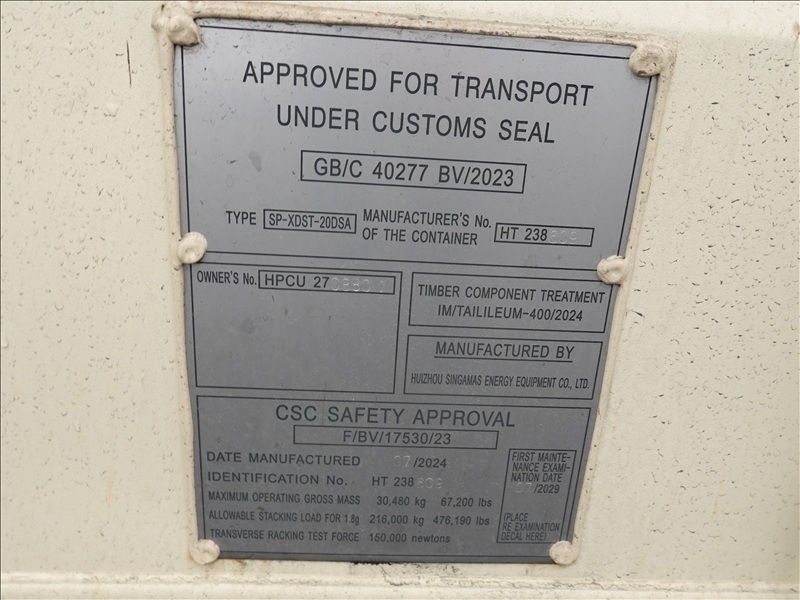 APPROVED FOR TRANSPORT
UNDER CUSTOMS SEAL
GB/C 40277 BV/2023
TYPE SP-XDST-20DSA MANUFACTURER'S No. OF THE CONTAINER HT 238
OWNER'S No. HPCU 27
TIMBER COMPONENT TREATMENT
IM/TAILILEUM-400/2024
MANUFACTURED BY
HUIZHOU SINGAMAS ENERGY EQUIPMENT CO., LTD.
CSC SAFETY APPROVAL
F/BV/17530/23
DATE MANUFACTURED 07/2024
IDENTIFICATION No. HT 238
MAXIMUM OPERATING GROSS MASS 30,480 kg 67,200 lbs
ALLOWABLE STACKING LOAD FOR 1.8g 216,000 kg 476,190 lbs
TRANSVERSE RACKING TEST FORCE 150,000 newtons
FIRST MAINTE-
NANCE EXAMI-
NATION DATE
07/2029
(PLACE
RE EXAMINATION
DECAL HERE)